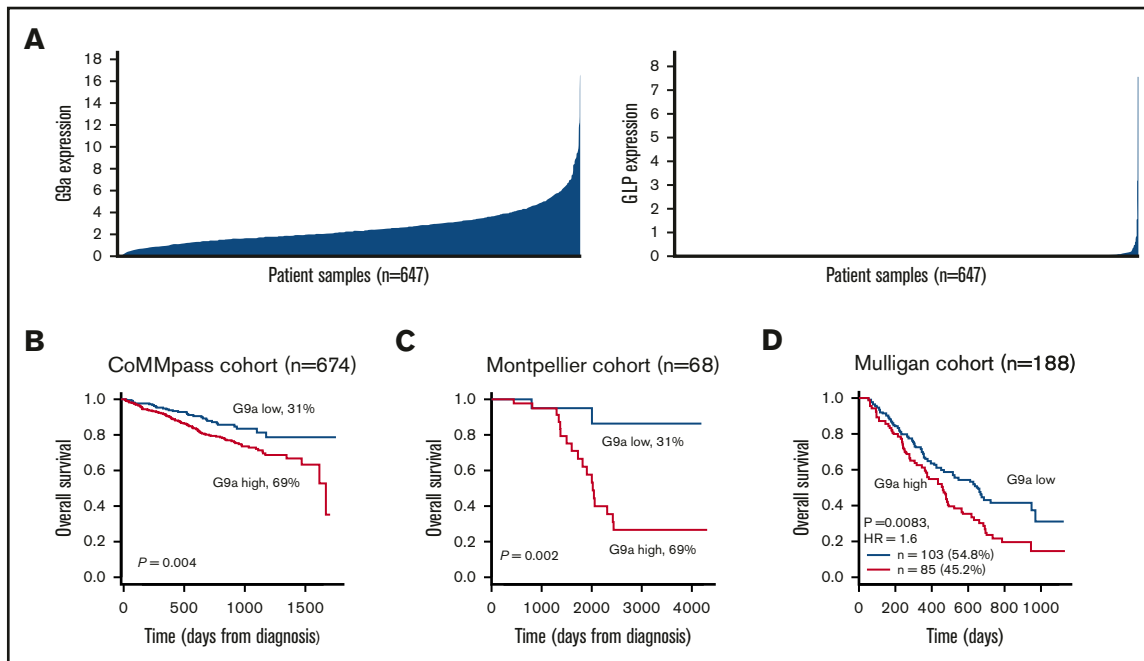 A
G9a expression
18
16
14
12
10
8
6
4
2
0
Patient samples (n=647)
GLP expression
8
7
6
5
4
3
2
1
0
Patient samples (n=647)
B
CoMMpass cohort (n=674)
Overall survival
1.0
0.8
0.6
0.4
0.2
0.0
G9a low, 31%
G9a high, 69%
P = 0.004
0 500 1000 1500
Time (days from diagnosis)
C
Montpellier cohort (n=68)
Overall survival
1.0
0.8
0.6
0.4
0.2
0.0
G9a low, 31%
G9a high, 69%
P = 0.002
0 1000 2000 3000 4000
Time (days from diagnosis)
D
Mulligan cohort (n=188)
Overall survival
1.0
0.8
0.6
0.4
0.2
0.0
G9a low
G9a high
P =0.0083,
HR = 1.6
n = 103 (54.8%)
n = 85 (45.2%)
0 200 400 600 800 1000
Time (days)